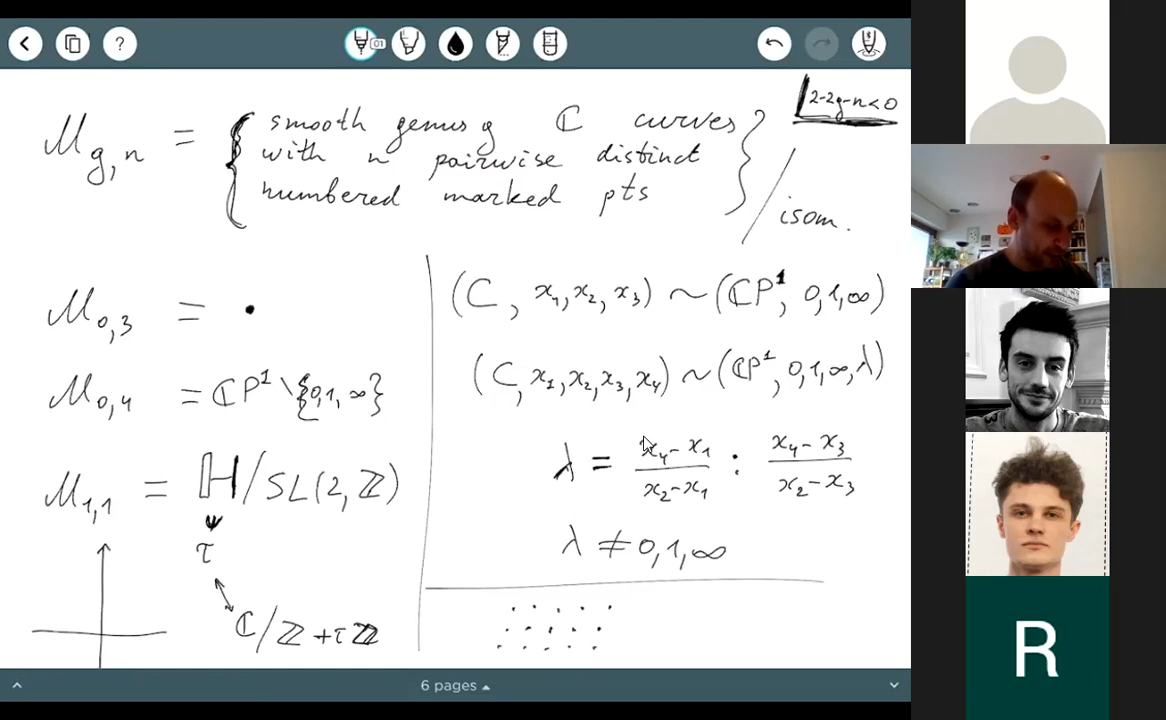 2-2g-n<0
M_{g,n} = { smooth genus g ℂ curves
with n pairwise distinct
numbered marked pts } / isom.
M_{0,3} = •
(C, x₁, x₂, x₃) ~ (ℂP¹, 0, 1, ∞)
M_{0,4} = ℂP¹ \ {0, 1, ∞}
(C, x₁, x₂, x₃, x₄) ~ (ℂP¹, 0, 1, ∞, λ)
λ = (x₄ - x₁)/(x₂ - x₁) : (x₄ - x₃)/(x₂ - x₃)
M_{1,1} = ℍ/SL(2, ℤ)
τ
λ ≠ 0, 1, ∞
ℂ/ℤ + τℤ
6 pages
R